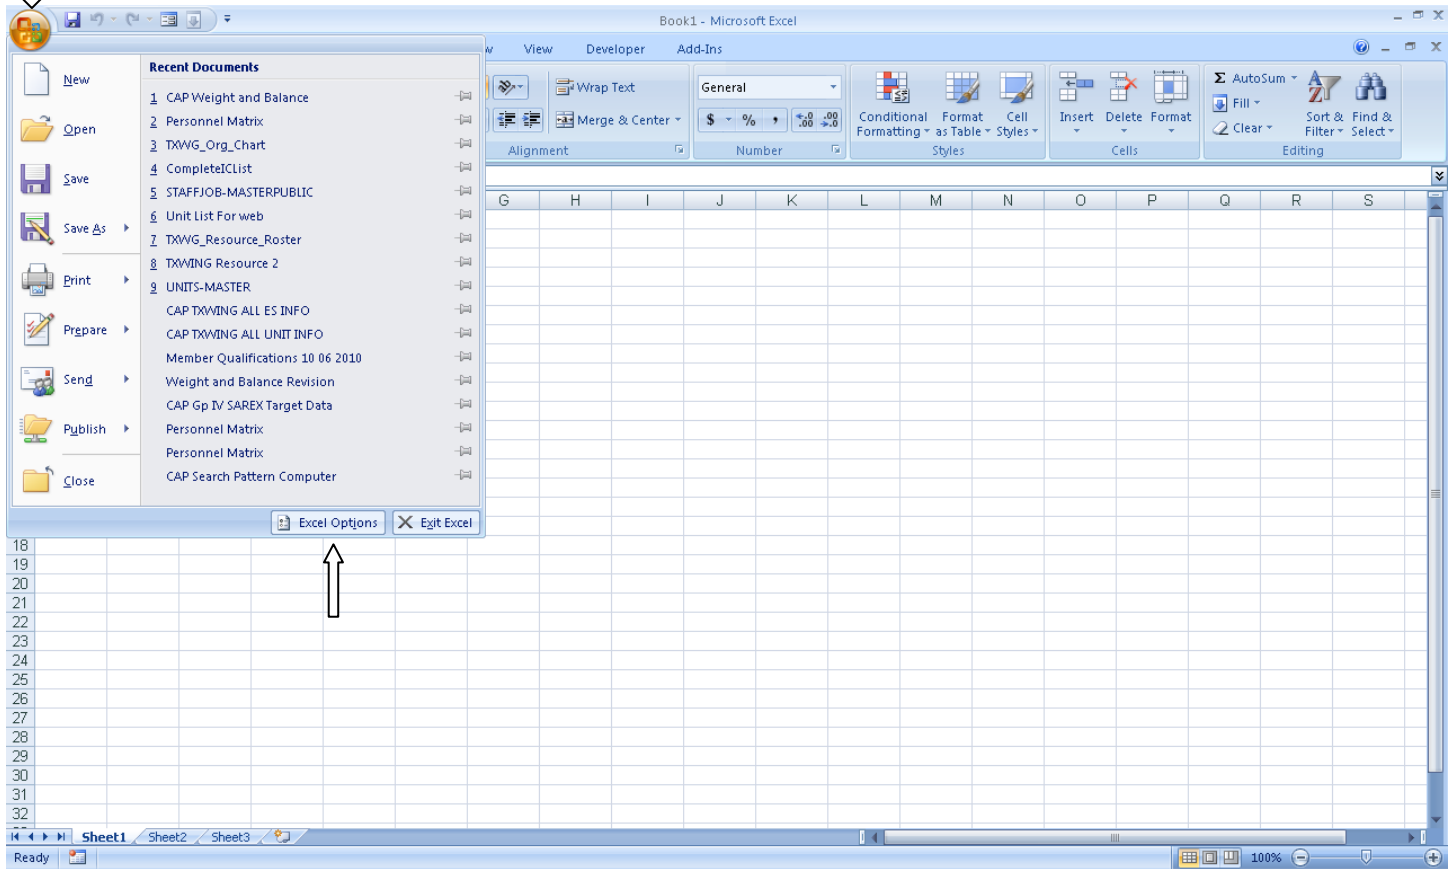 Book1 - Microsoft Excel
w View Developer Add-Ins
New
Open
Save
Save As
Print
Prepare
Send
Publish
Close
Recent Documents
1 CAP Weight and Balance
2 Personnel Matrix
3 TXWG_Org_Chart
4 CompleteICList
5 STAFFJOB-MASTERPUBLIC
6 Unit List For web
7 TXWG_Resource_Roster
8 TXWING Resource 2
9 UNITS-MASTER
CAP TXWING ALL ES INFO
CAP TXWING ALL UNIT INFO
Member Qualifications 10 06 2010
Weight and Balance Revision
CAP Gp IV SAREX Target Data
Personnel Matrix
Personnel Matrix
CAP Search Pattern Computer
Excel Options Exit Excel
Wrap Text
Merge & Center
Alignment
General
$ % , .0 .00 .00 .0
Number
Conditional Formatting
Format as Table
Cell Styles
Styles
Insert Delete Format
Cells
Σ AutoSum
Fill
Clear
Sort & Filter
Find & Select
Editing
G H I J K L M N O P Q R S
18
19
20
21
22
23
24
25
26
27
28
29
30
31
32
Sheet1 Sheet2 Sheet3
Ready
100%